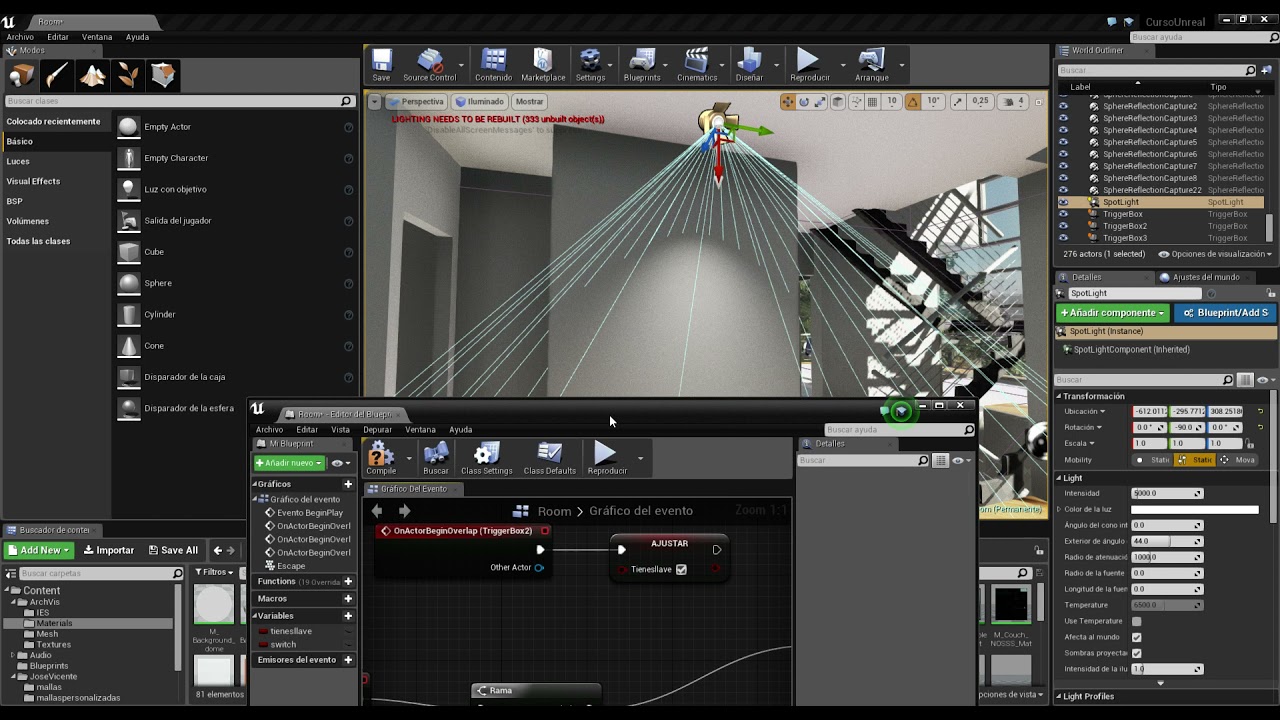 Room*
CursoUnreal
Archivo Editar Ventana Ayuda
Buscar ayuda
Modes
Buscar clases
Colocado recientemente
Básico
Luces
Visual Effects
BSP
Volúmenes
Todas las clases
Empty Actor
Empty Character
Luz con objetivo
Salida del jugador
Cube
Sphere
Cylinder
Cone
Disparador de la caja
Disparador de la esfera
Save Source Control Contenido Marketplace Settings Blueprints Cinematics Diseñar Reproducir Arranque
Perspectiva Iluminado Mostrar
10 10° 0,25 4
LIGHTING NEEDS TO BE REBUILT (333 unbuilt object(s))
'DisableAllScreenMessages' to
World Outliner
Buscar
Label Tipo
SphereReflectionCapture2 SphereReflectio
SphereReflectionCapture3 SphereReflectio
SphereReflectionCapture4 SphereReflectio
SphereReflectionCapture5 SphereReflectio
SphereReflectionCapture6 SphereReflectio
SphereReflectionCapture7 SphereReflectio
SphereReflectionCapture8 SphereReflectio
SphereReflectionCapture22 SphereReflectio
SpotLight SpotLight
TriggerBox TriggerBox
TriggerBox2 TriggerBox
TriggerBox3 TriggerBox
276 actors (1 selected) Opciones de visualización
Detalles Ajustes del mundo
SpotLight
+Añadir componente Blueprint/Add S
SpotLight (Instance)
SpotLightComponent (Inherited)
Buscar
Transformación
Ubicación -612.011 -295.771 308.2518
Rotación 0.0 ° -90.0 0.0 °
Escala 1.0 1.0 1.0
Mobility Stati Static Mova
Light
Intensidad 5000.0
Color de la luz
Ángulo del cono int 0.0
Exterior de ángulo 44.0
Radio de atenuació 1000.0
Radio de la fuente 0.0
Longitud de la fuen 0.0
Temperature 6500.0
Use Temperature
Afecta al mundo
Sombras proyectad
Intensidad de la ilu 1.0
Light Profiles
Room* - Editor del Bluepri
Archivo Editar Vista Depurar Ventana Ayuda
Buscar ayuda
Mi Blueprint
+Añadir nuevo
Gráficos
Gráfico del evento
Evento BeginPlay
OnActorBeginOverl
OnActorBeginOverl
OnActorBeginOverl
Escape
Functions (19 Overrida
Macros
Variables
tienesllave
switch
Emisores del evento
Compile Buscar Class Settings Class Defaults Reproducir
Gráfico Del Evento
Room > Gráfico del evento
Zoom 1:1
OnActorBeginOverlap (TriggerBox2)
Other Actor
AJUSTAR
Tienesllave
Rama
Detalles
Buscar
(Permanente)
Buscador de conter
Add New Importar Save All
Buscar carpetas
Filtros
Content
ArchVis
IES
Materials
Mesh
Textures
Audio
Blueprints
JoseVicente
mallas
mallaspersonalizadas
M_
Background_
dome
81 elementos
M_Couch_
NOSSS_Mat
pciones de vista